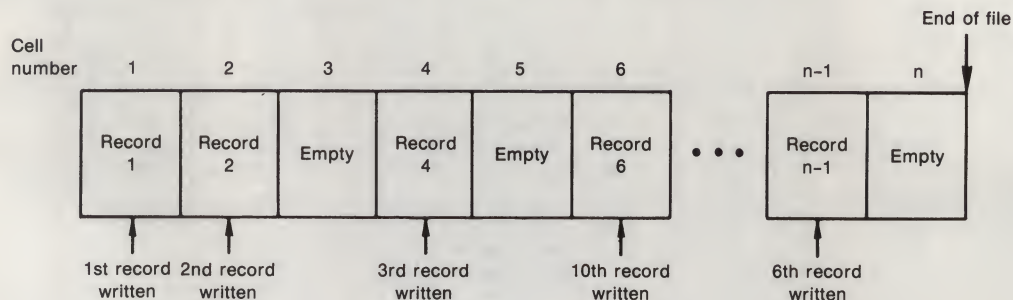 End of file
Cell
number 1 2 3 4 5 6 n-1 n
Record
1
Record
2
Empty
Record
4
Empty
Record
6
• • •
Record
n-1
Empty
1st record
written
2nd record
written
3rd record
written
10th record
written
6th record
written